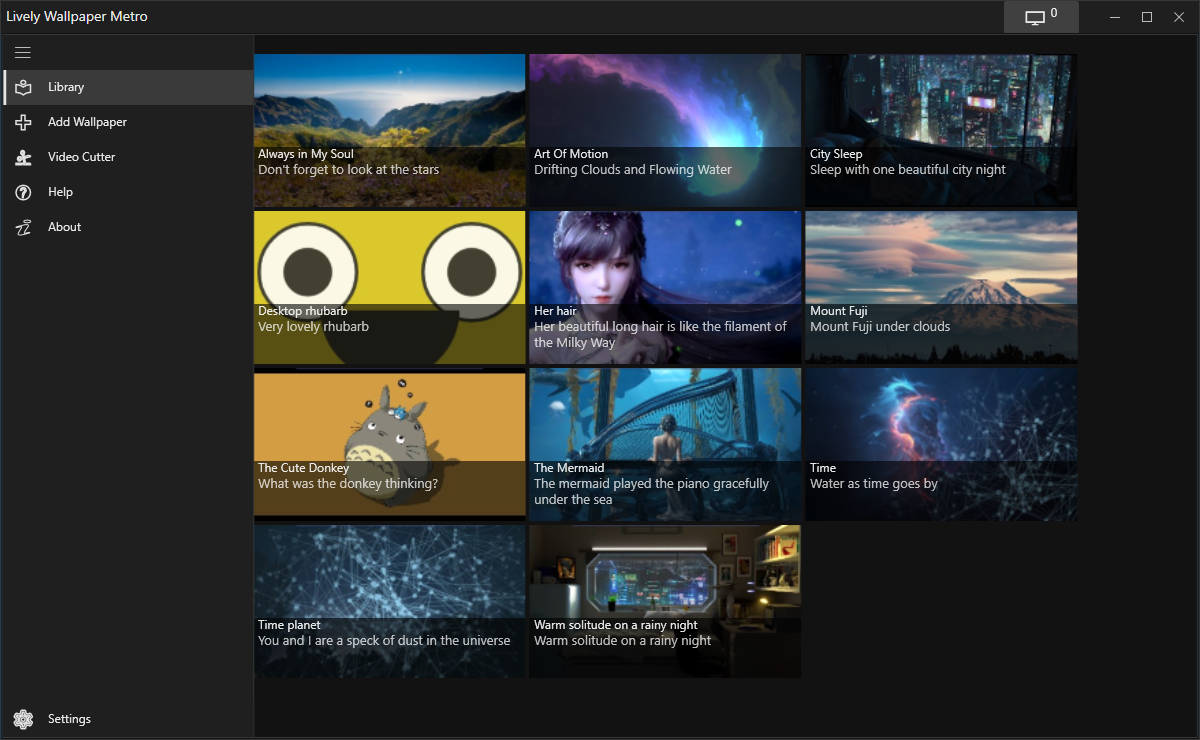 Lively Wallpaper Metro
0
Library
Add Wallpaper
Video Cutter
Help
About
Settings
Always in My Soul
Don't forget to look at the stars
Art Of Motion
Drifting Clouds and Flowing Water
City Sleep
Sleep with one beautiful city night
Desktop rhubarb
Very lovely rhubarb
Her hair
Her beautiful long hair is like the filament of
the Milky Way
Mount Fuji
Mount Fuji under clouds
The Cute Donkey
What was the donkey thinking?
The Mermaid
The mermaid played the piano gracefully
under the sea
Time
Water as time goes by
Time planet
You and I are a speck of dust in the universe
Warm solitude on a rainy night
Warm solitude on a rainy night